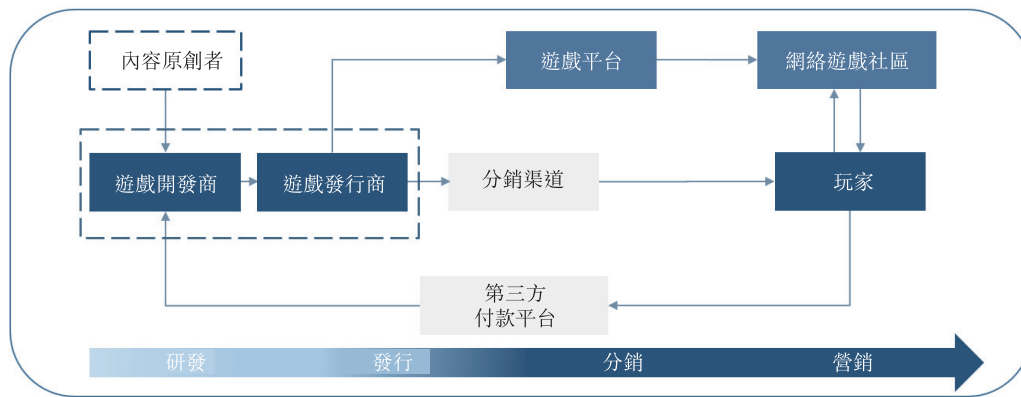 內容原創者
遊戲平台
網絡遊戲社區
遊戲開發商
遊戲發行商
分銷渠道
玩家
第三方
付款平台
研發
發行
分銷
營銷